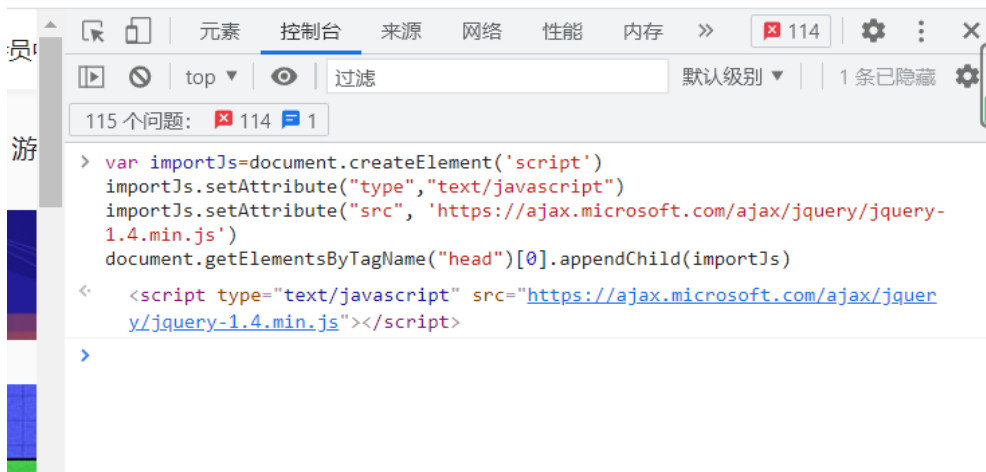 元素 控制台 来源 网络 性能 内存 » 114
top ▼ 过滤 默认级别 ▼ 1 条已隐藏
115 个问题: 114 1
游
> var importJs=document.createElement('script')
importJs.setAttribute("type","text/javascript")
importJs.setAttribute("src", 'https://ajax.microsoft.com/ajax/jquery/jquery-
1.4.min.js')
document.getElementsByTagName("head")[0].appendChild(importJs)
<script type="text/javascript" src="https://ajax.microsoft.com/ajax/jquer
y/jquery-1.4.min.js"></script>
>